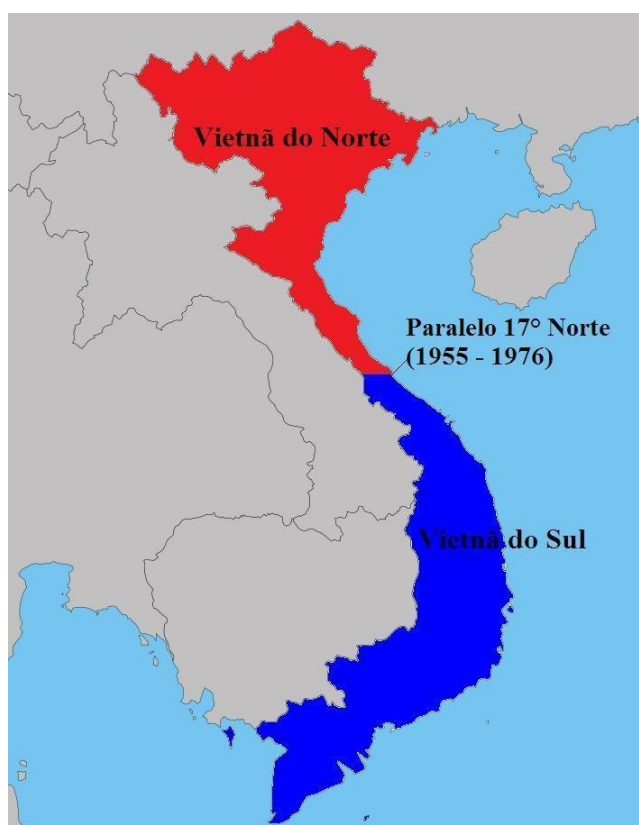 Vietnã do Norte
Paralelo 17° Norte
(1955 - 1976)
Vietnã do Sul